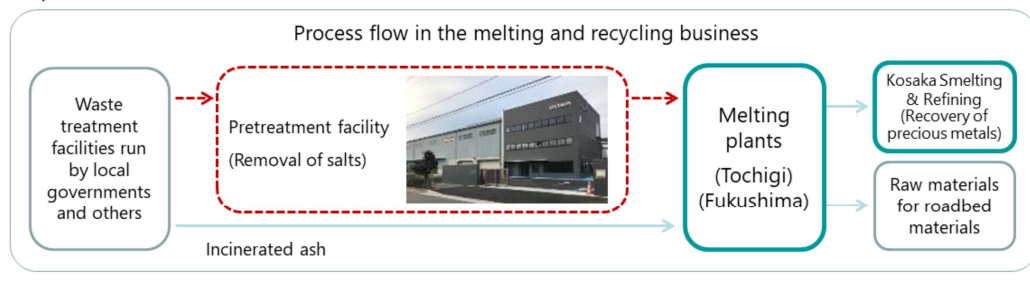 Process flow in the melting and recycling business
Waste
treatment
facilities run
by local
governments
and others
Pretreatment facility
(Removal of salts)
Incinerated ash
Melting
plants
(Tochigi)
(Fukushima)
Kosaka Smelting
& Refining
(Recovery of
precious metals)
Raw materials
for roadbed
materials